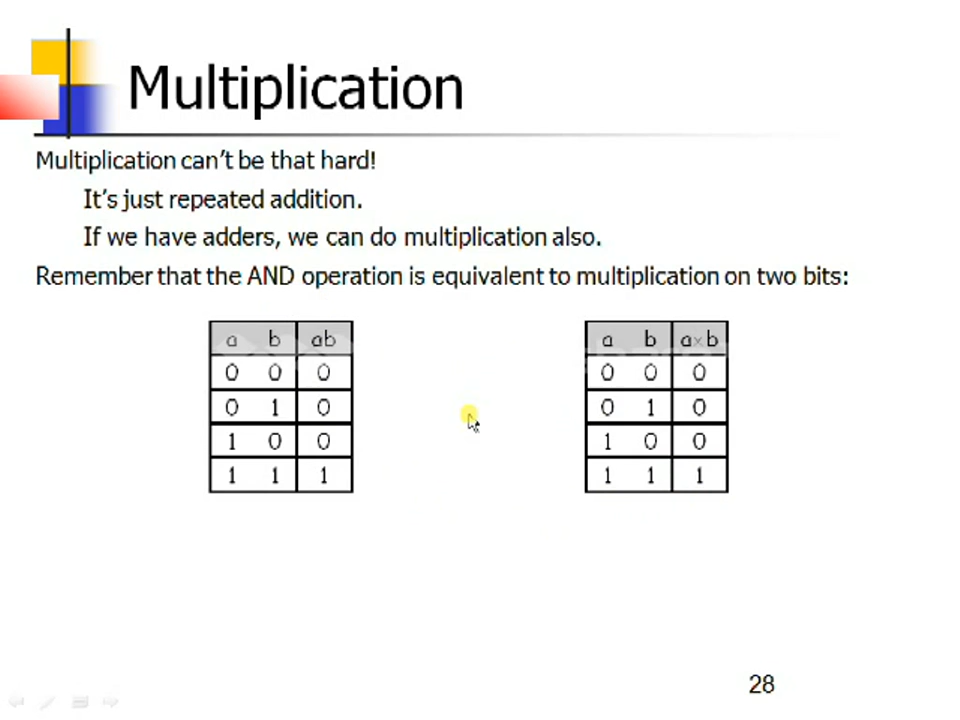 Multiplication
Multiplication can't be that hard!
It's just repeated addition.
If we have adders, we can do multiplication also.
Remember that the AND operation is equivalent to multiplication on two bits:
a b ab
0 0 0
0 1 0
1 0 0
1 1 1
a b a×b
0 0 0
0 1 0
1 0 0
1 1 1
28